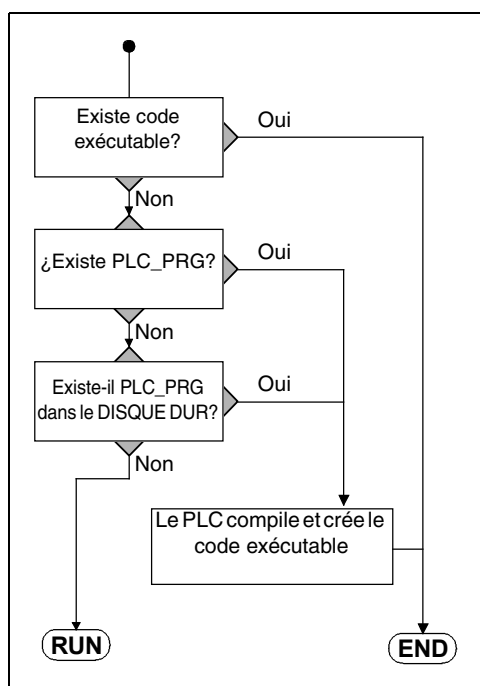 Existe code
exécutable?
Oui
Non
¿Existe PLC_PRG?
Oui
Non
Existe-il PLC_PRG
dans le DISQUE DUR?
Oui
Non
Le PLC compile et crée le
code exécutable
RUN
END